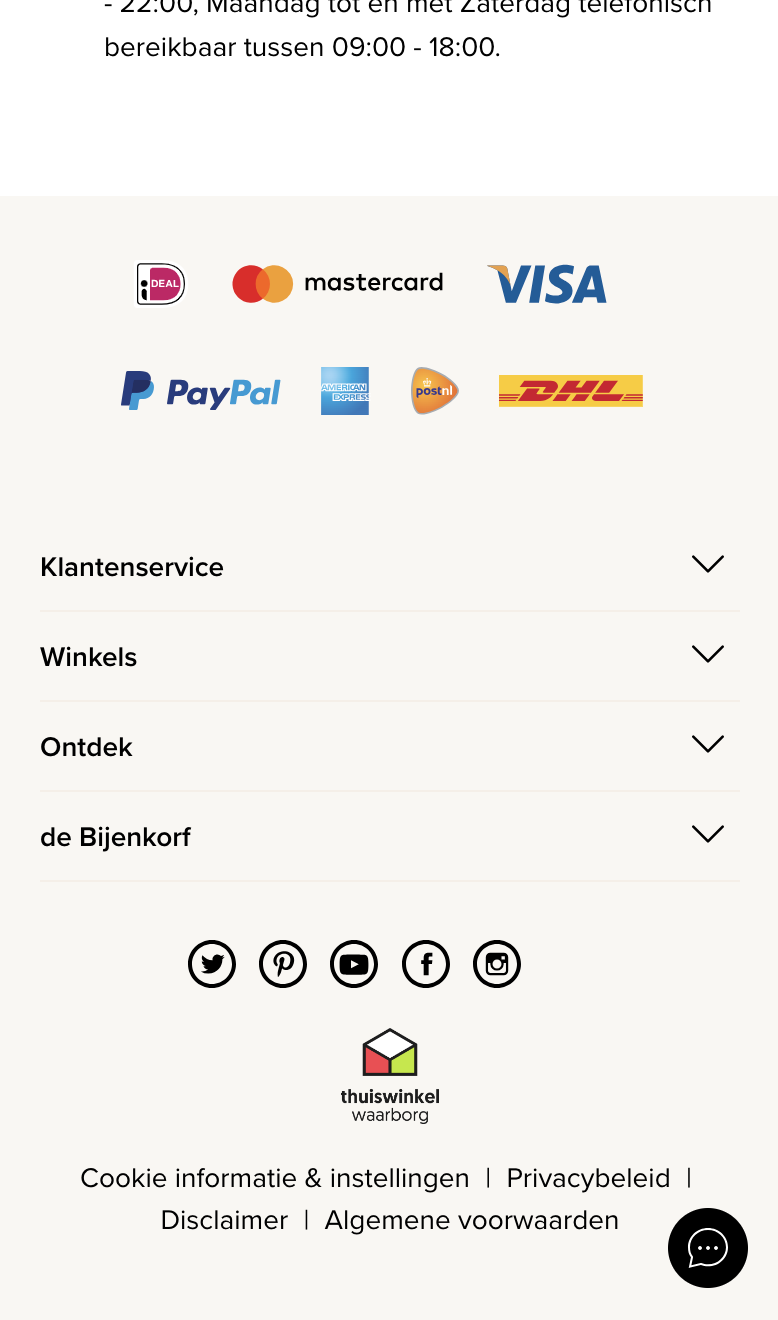 - 22:00, Maandag tot en met Zaterdag telefonisch
bereikbaar tussen 09:00 - 18:00.
iDEAL mastercard VISA
PayPal AMERICAN EXPRESS postnl DHL
Klantenservice
Winkels
Ontdek
de Bijenkorf
thuiswinkel
waarborg
Cookie informatie & instellingen | Privacybeleid |
Disclaimer | Algemene voorwaarden